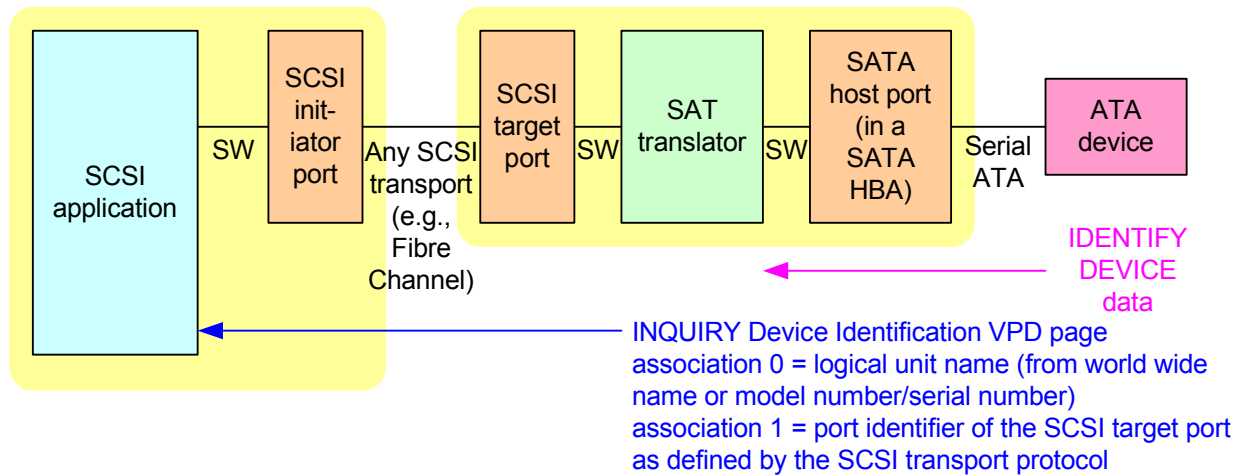 SCSI
application
SW
SCSI
init-
iator
port
Any SCSI
transport
(e.g.,
Fibre
Channel)
SCSI
target
port
SW
SAT
translator
SW
SATA
host port
(in a
SATA
HBA)
Serial
ATA
ATA
device
IDENTIFY
DEVICE
data
INQUIRY Device Identification VPD page
association 0 = logical unit name (from world wide
name or model number/serial number)
association 1 = port identifier of the SCSI target port
as defined by the SCSI transport protocol